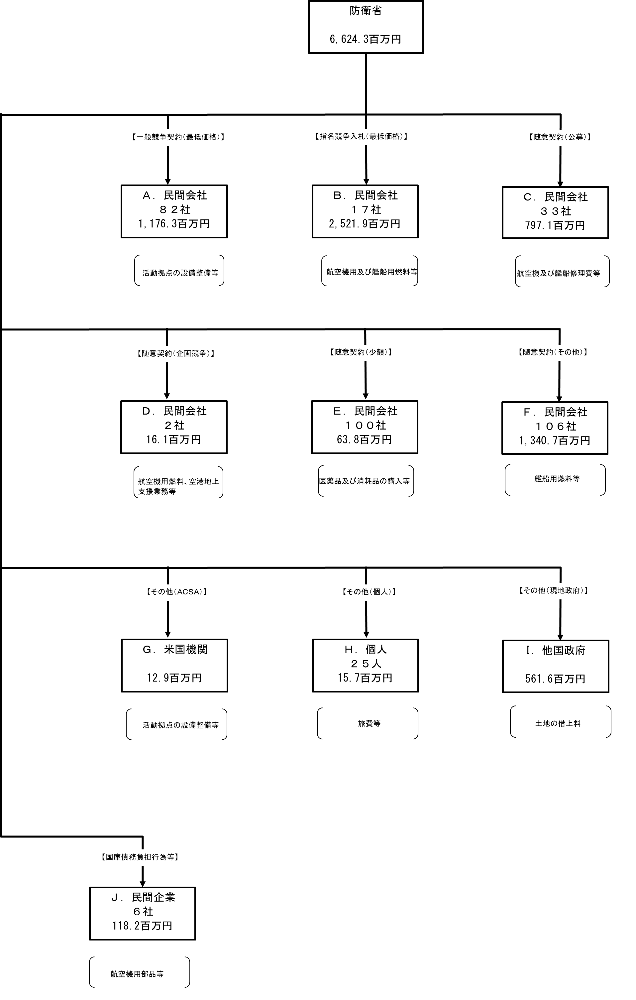 防衛省
6,624.3百万円
【一般競争契約（最低価格）】
【指名競争入札（最低価格）】
【随意契約（公募）】
Ａ．民間会社
８２社
1,176.3百万円
Ｂ．民間会社
１７社
2,521.9百万円
Ｃ．民間会社
３３社
797.1百万円
活動拠点の設備整備等
航空機用及び艦船用燃料等
航空機及び艦船修理費等
【随意契約（企画競争）】
【随意契約（少額）】
【随意契約（その他）】
Ｄ．民間会社
２社
16.1百万円
Ｅ．民間会社
１００社
63.8百万円
Ｆ．民間会社
１０６社
1,340.7百万円
航空機用燃料、空港地上
支援業務等
医薬品及び消耗品の購入等
艦船用燃料等
【その他（ACSA）】
【その他（個人）】
【その他（現地政府）】
Ｇ．米国機関
12.9百万円
Ｈ．個人
２５人
15.7百万円
Ｉ．他国政府
561.6百万円
活動拠点の設備整備等
旅費等
土地の借上料
【国庫債務負担行為等】
Ｊ．民間企業
６社
118.2百万円
航空機用部品等